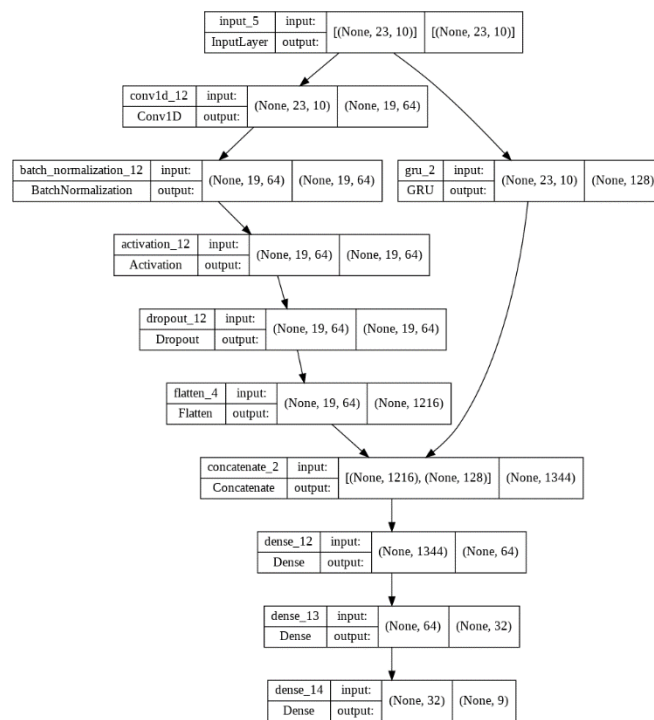 input_5 input: [(None, 23, 10)] [(None, 23, 10)]
InputLayer output:
conv1d_12 input: (None, 23, 10) (None, 19, 64)
Conv1D output:
batch_normalization_12 input: (None, 19, 64) (None, 19, 64)
BatchNormalization output:
gru_2 input: (None, 23, 10) (None, 128)
GRU output:
activation_12 input: (None, 19, 64) (None, 19, 64)
Activation output:
dropout_12 input: (None, 19, 64) (None, 19, 64)
Dropout output:
flatten_4 input: (None, 19, 64) (None, 1216)
Flatten output:
concatenate_2 input: [(None, 1216), (None, 128)] (None, 1344)
Concatenate output:
dense_12 input: (None, 1344) (None, 64)
Dense output:
dense_13 input: (None, 64) (None, 32)
Dense output:
dense_14 input: (None, 32) (None, 9)
Dense output: